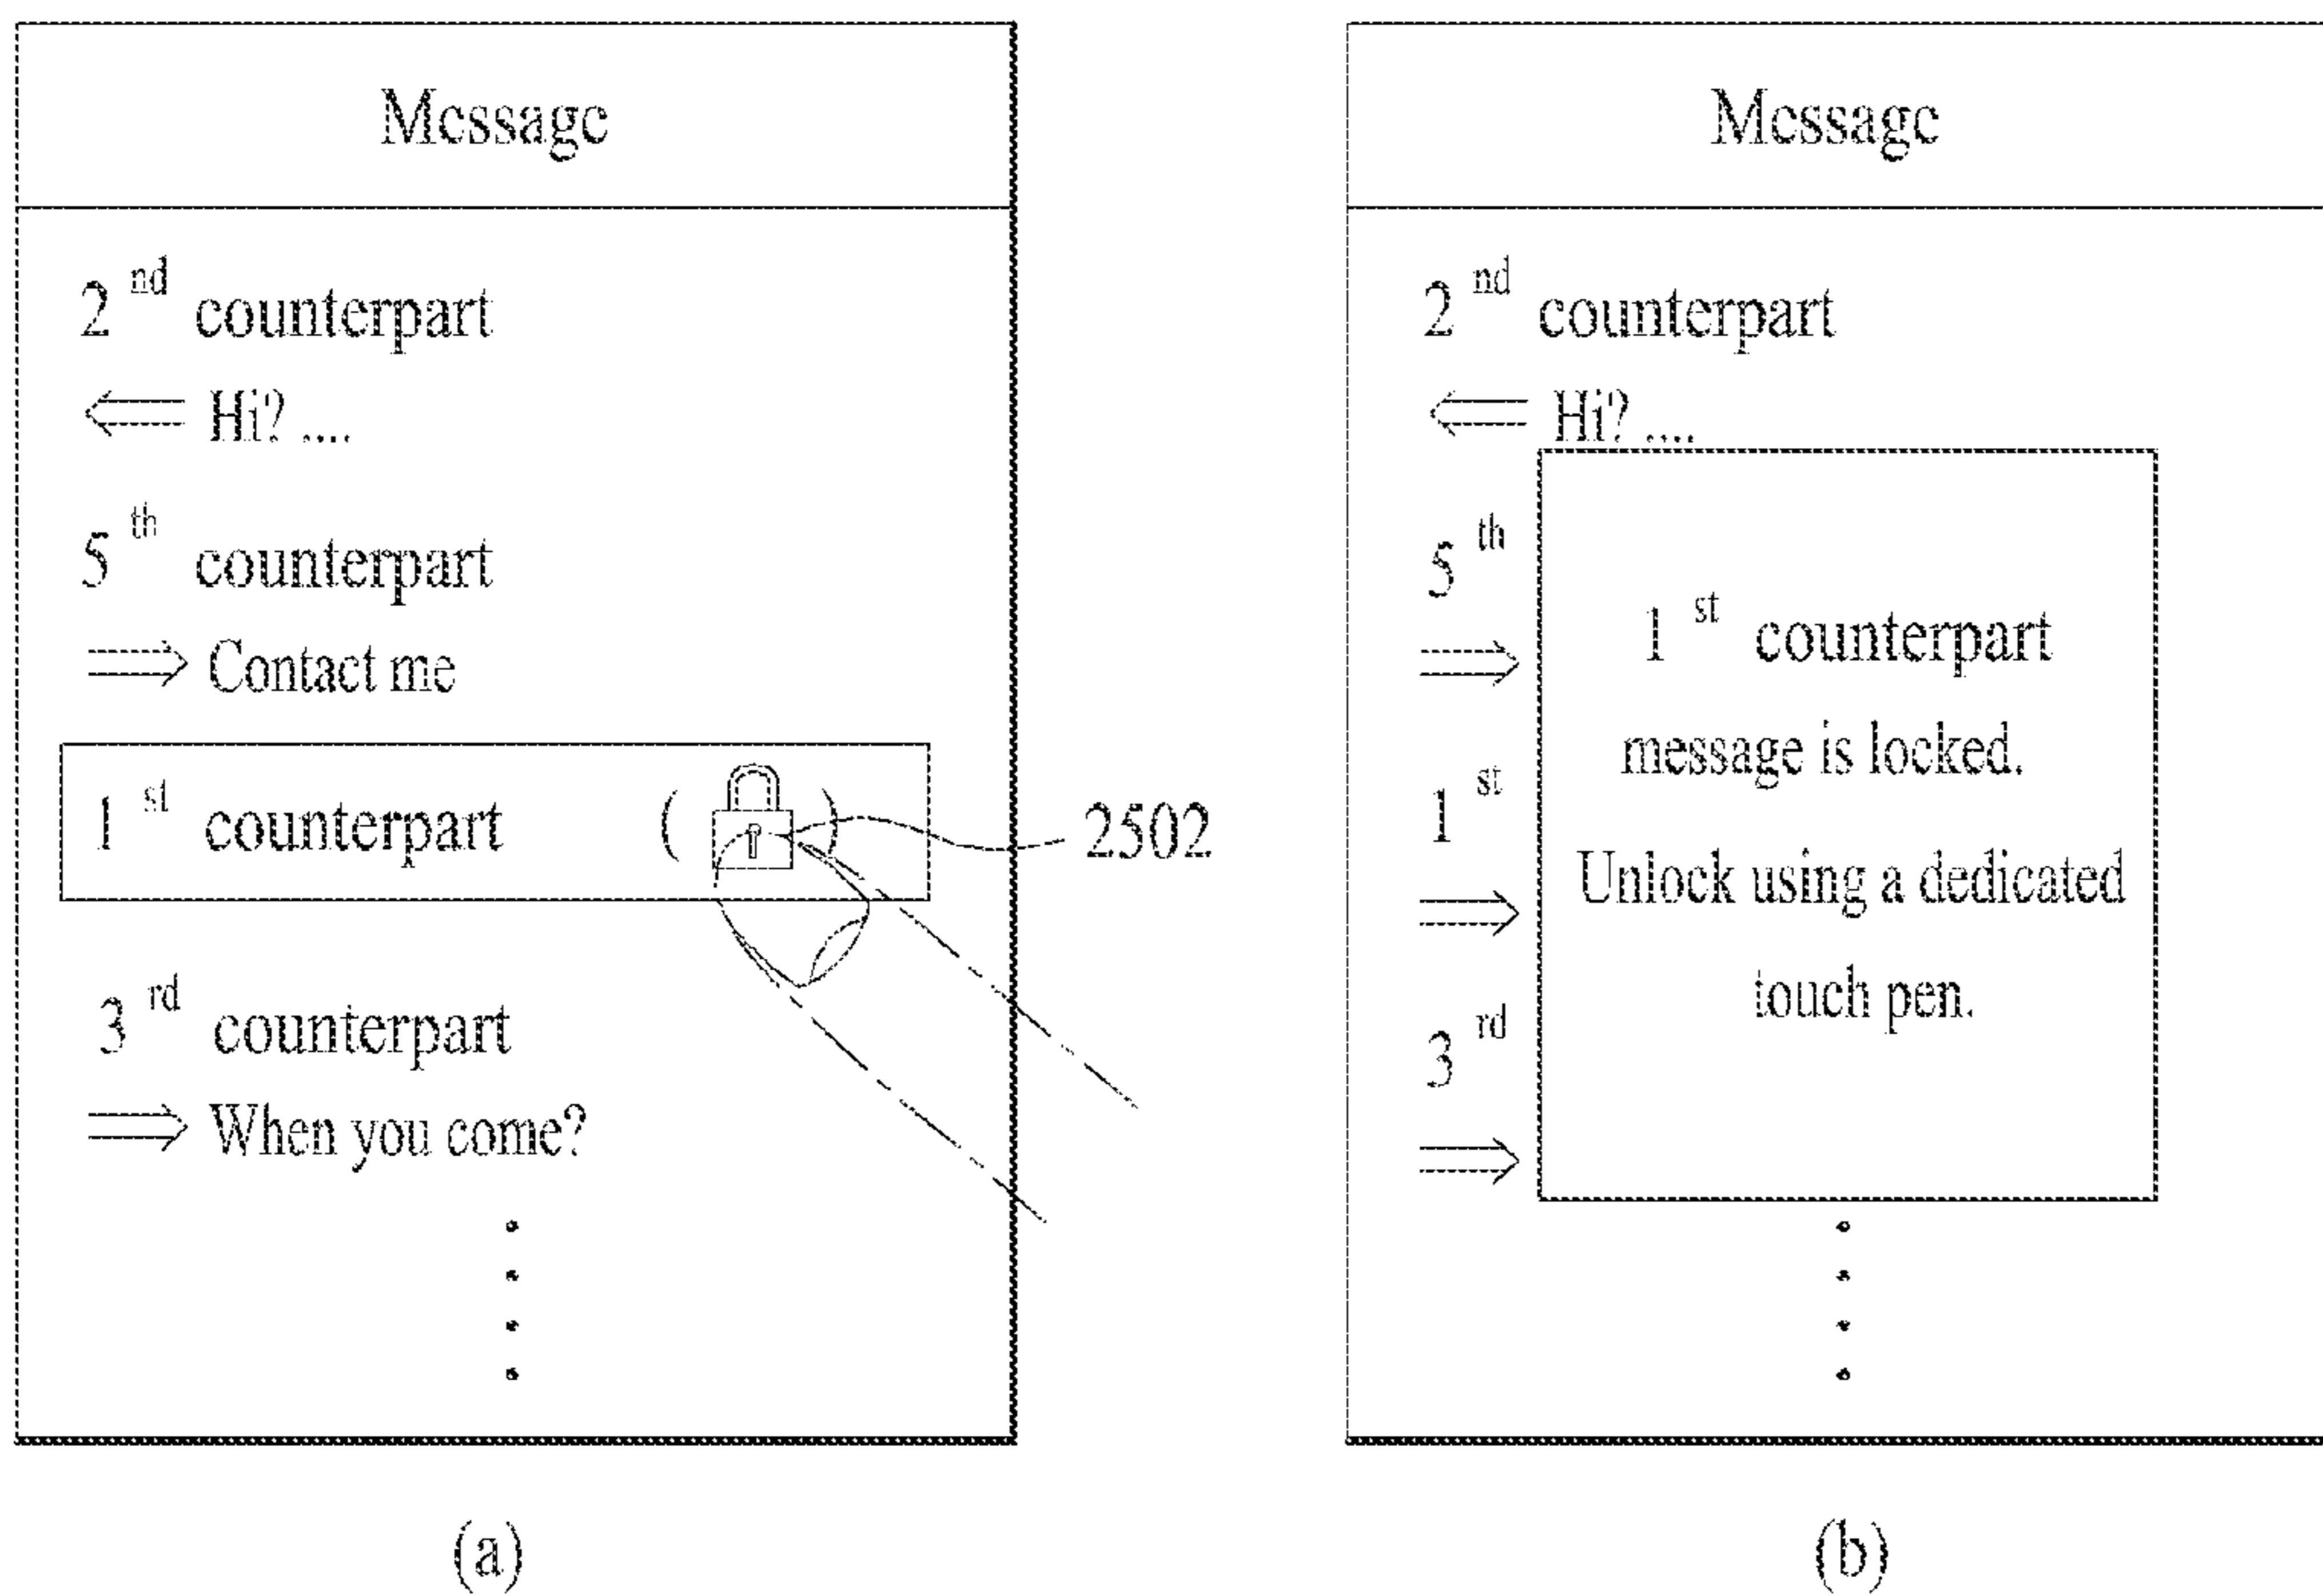 Message
2nd counterpart
⇐ Hi? ....
5th counterpart
⇒ Contact me
1st counterpart ( )
2502
3rd counterpart
⇒ When you come?
(a)
Message
2nd counterpart
⇐ Hi? ....
5th
⇒
1st
⇒
3rd
⇒
1st counterpart
message is locked.
Unlock using a dedicated
touch pen.
(b)